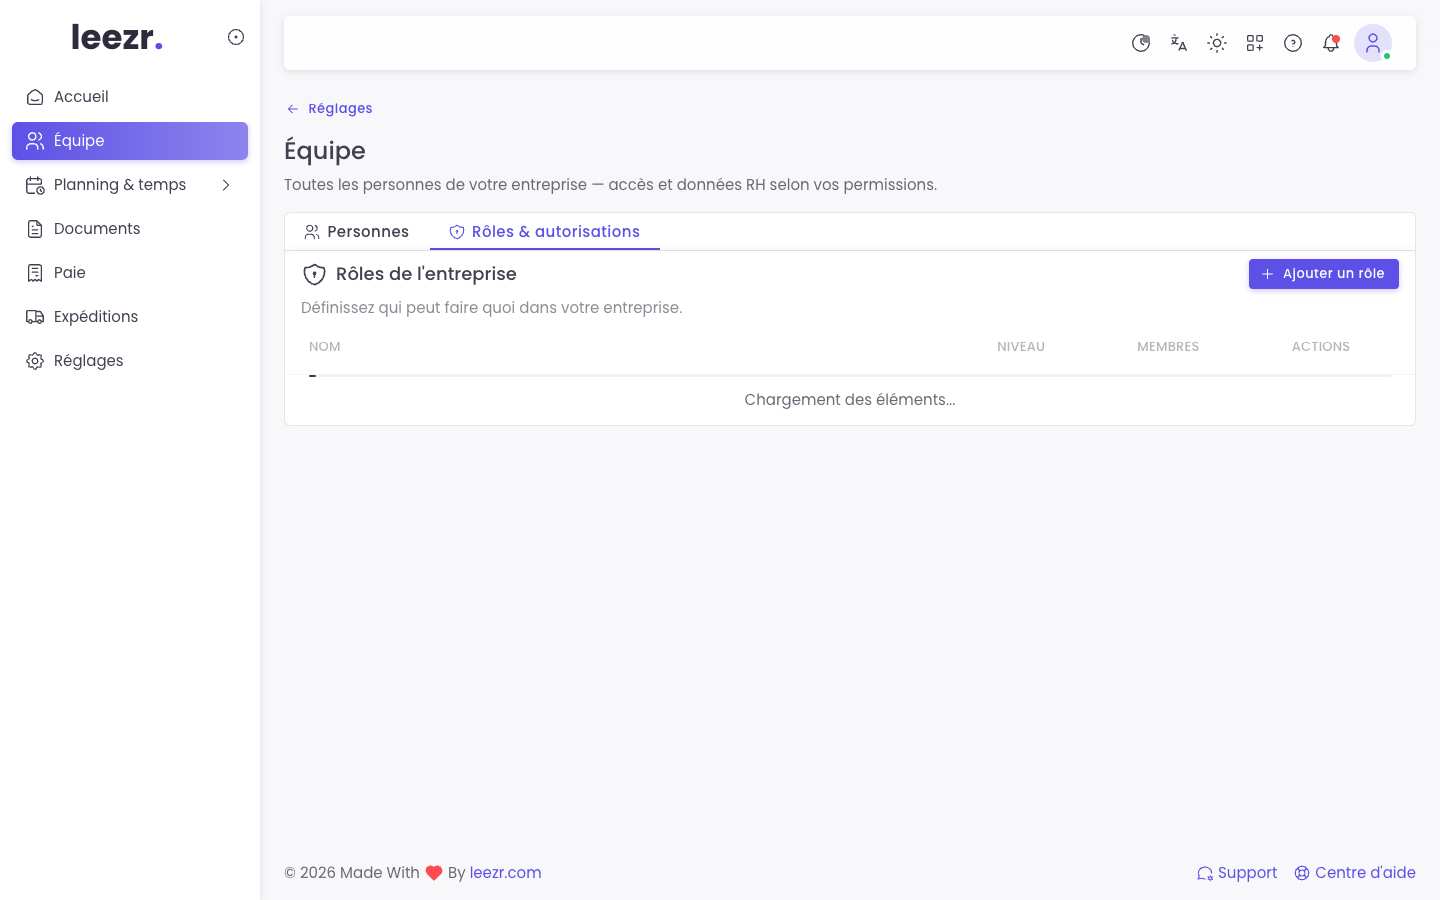 leezr.
Accueil
Équipe
Planning & temps
Documents
Paie
Expéditions
Réglages
Réglages
Équipe
Toutes les personnes de votre entreprise — accès et données RH selon vos permissions.
Personnes
Rôles & autorisations
Rôles de l'entreprise
Ajouter un rôle
Définissez qui peut faire quoi dans votre entreprise.
NOM NIVEAU MEMBRES ACTIONS
Chargement des éléments...
© 2026 Made With By leezr.com
Support
Centre d'aide